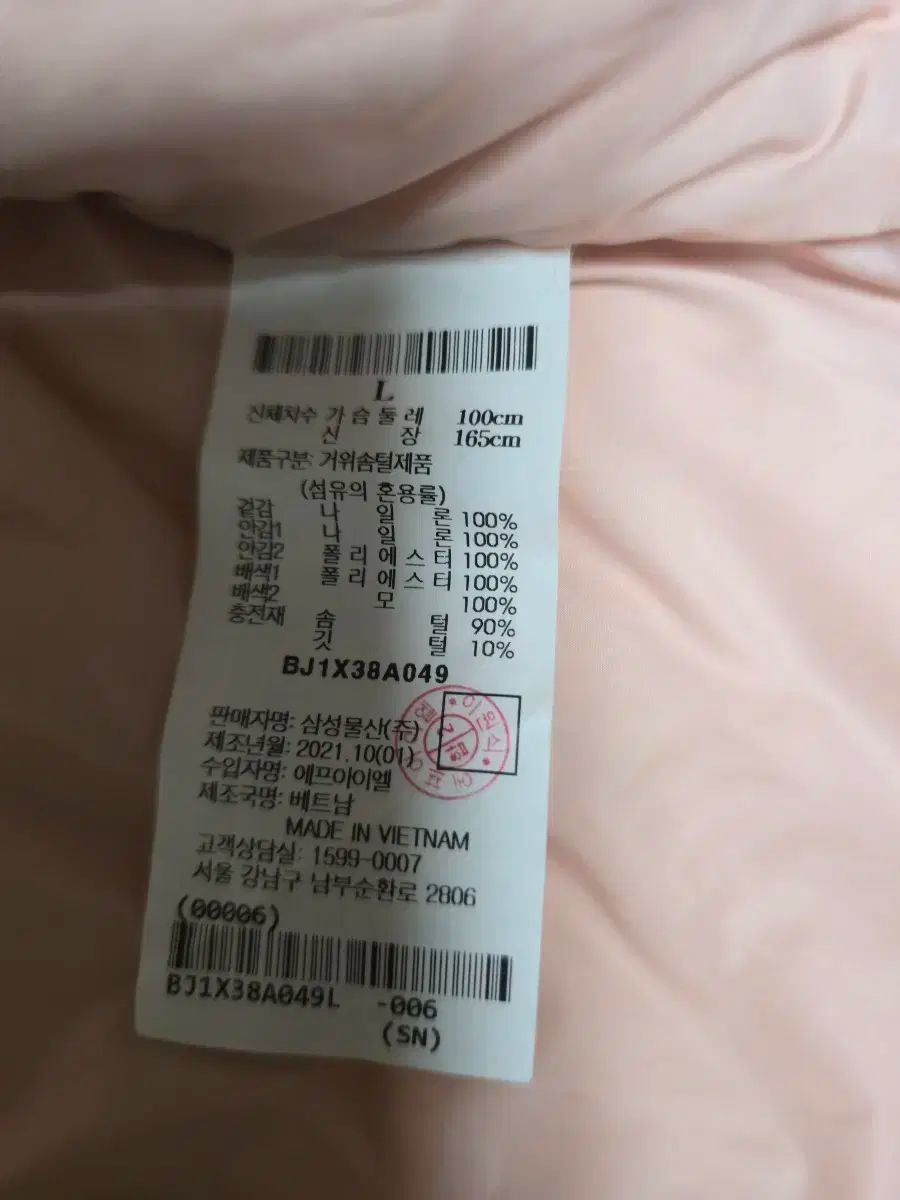 L
신체치수 가 슴 둘 레 100cm
신 장 165cm
제품구분: 거위솜털제품
(섬유의 혼용률)
겉감 나 일 론 100%
안감1 나 일 론 100%
안감2 폴 리 에 스 터 100%
배색1 폴 리 에 스 터 100%
배색2 모 100%
충전재 솜 털 90%
깃 털 10%
BJ1X38A049
판매자명: 삼성물산(주)
제조년월: 2021.10(01)
수입자명: 에프아이엘
제조국명: 베트남
MADE IN VIETNAM
고객상담실: 1599-0007
서울 강남구 남부순환로 2806
(00006)
BJ1X38A049L -006
(SN)